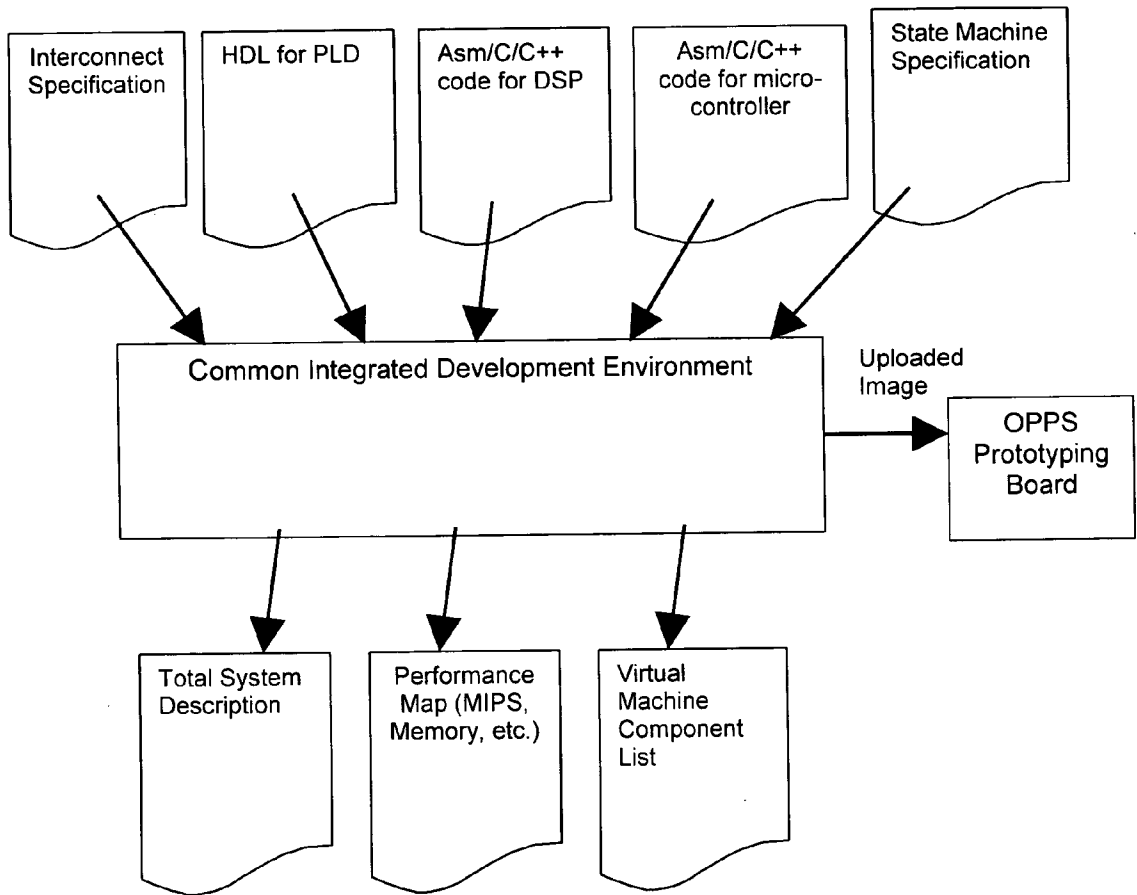 Interconnect
Specification
HDL for PLD
Asm/C/C++
code for DSP
Asm/C/C++
code for micro-
controller
State Machine
Specification
Common Integrated Development Environment
Uploaded
Image
OPPS
Prototyping
Board
Total System
Description
Performance
Map (MIPS,
Memory, etc.)
Virtual
Machine
Component
List